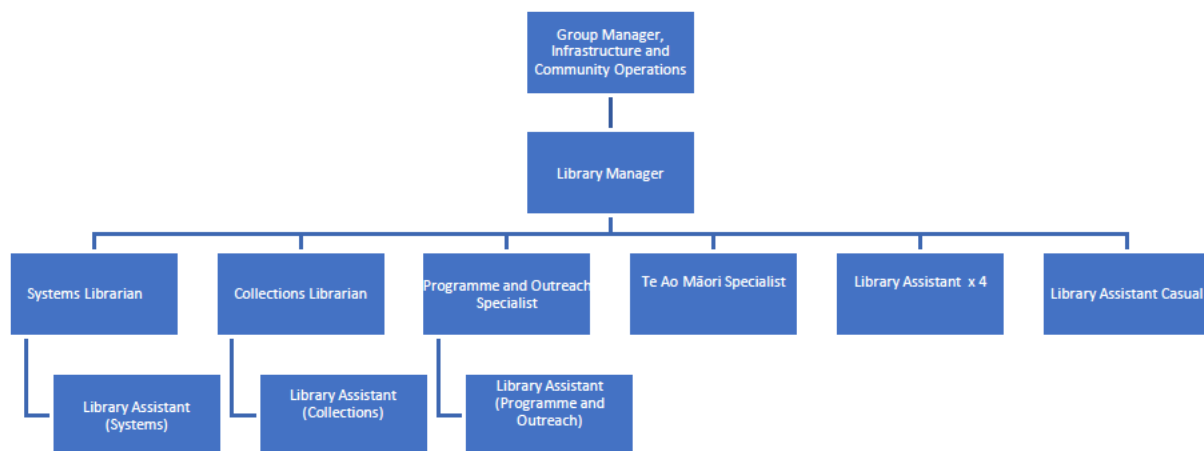 Group Manager,
Infrastructure and
Community Operations
Library Manager
Systems Librarian
Collections Librarian
Programme and Outreach
Specialist
Te Ao Māori Specialist
Library Assistant x 4
Library Assistant Casual
Library Assistant
(Systems)
Library Assistant
(Collections)
Library Assistant
(Programme and
Outreach)